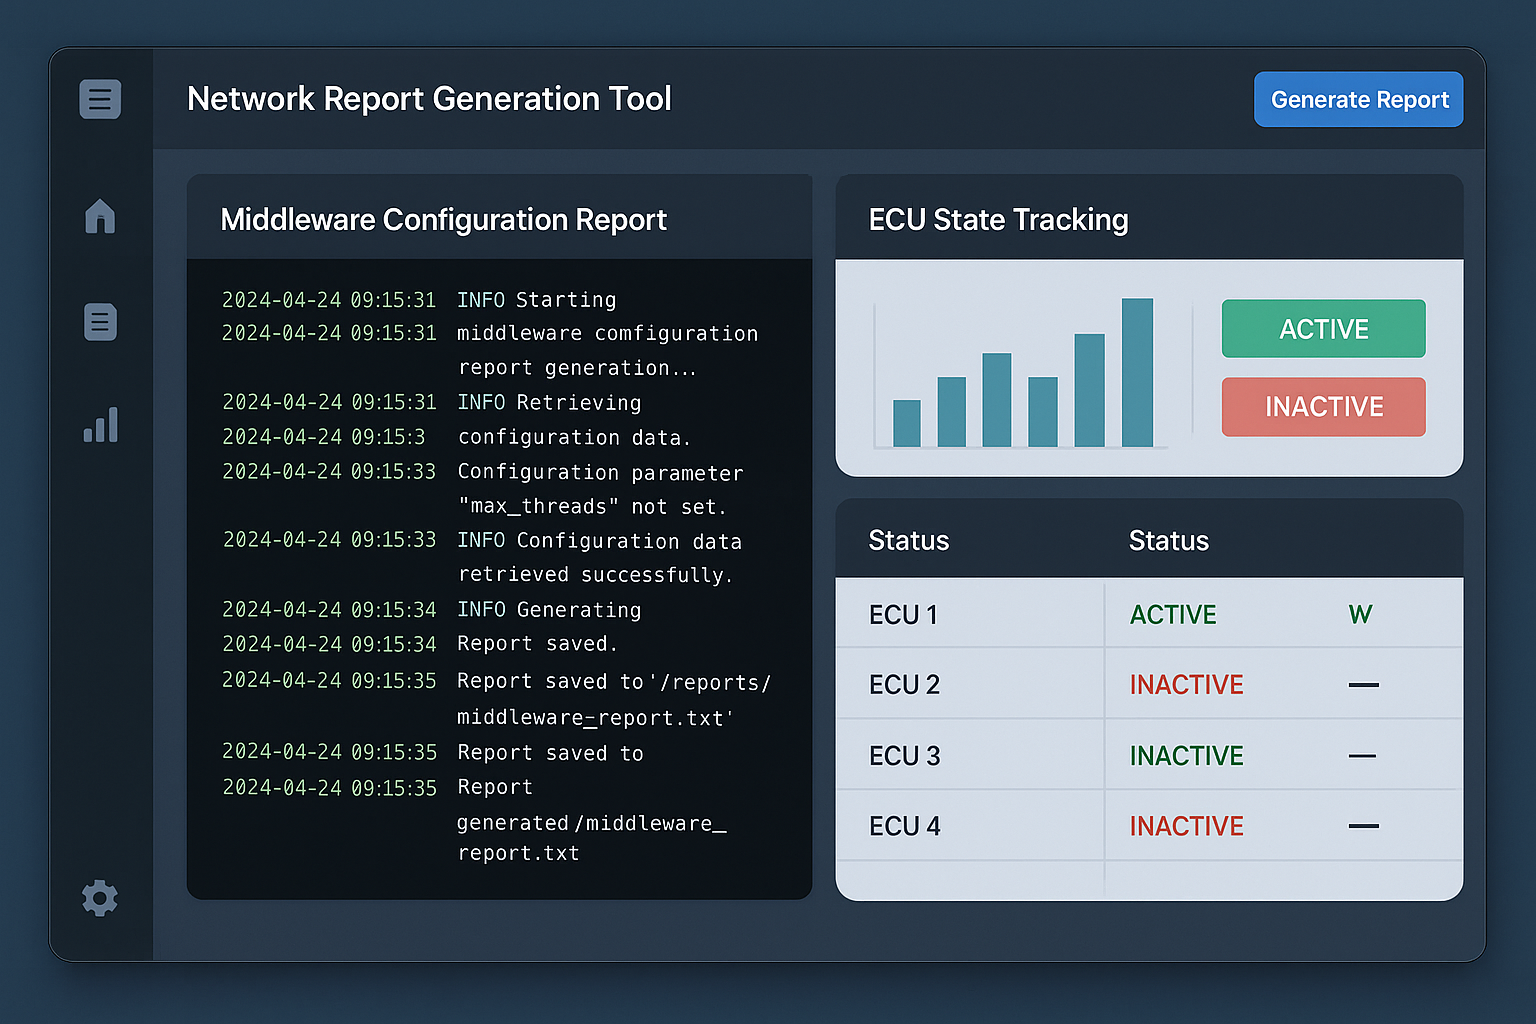 Network Report Generation Tool
Generate Report
Middleware Configuration Report
2024-04-24 09:15:31 INFO Starting
2024-04-24 09:15:31 middleware comfiguration
report generation...
2024-04-24 09:15:31 INFO Retrieving
2024-04-24 09:15:3 configuration data.
2024-04-24 09:15:33 Configuration parameter
"max_threads" not set.
2024-04-24 09:15:33 INFO Configuration data
retrieved successfully.
2024-04-24 09:15:34 INFO Generating
2024-04-24 09:15:34 Report saved.
2024-04-24 09:15:35 Report saved to '/reports/
middleware_report.txt'
2024-04-24 09:15:35 Report saved to
2024-04-24 09:15:35 Report
generated /middleware_
report.txt
ECU State Tracking
ACTIVE
INACTIVE
Status Status
ECU 1 ACTIVE W
ECU 2 INACTIVE —
ECU 3 INACTIVE —
ECU 4 INACTIVE —